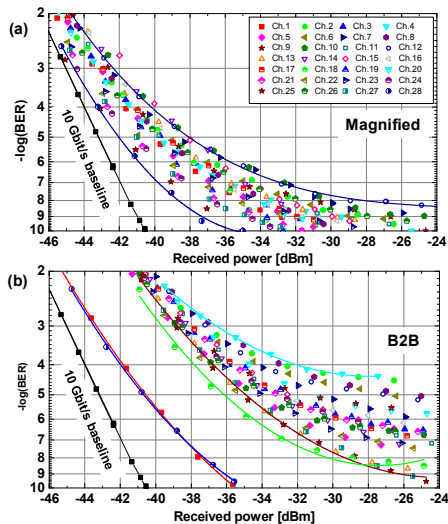 (a)
2
3
4
5
6
7
8
9
10
-log(BER)
Ch.1 Ch.2 Ch.3 Ch.4
Ch.5 Ch.6 Ch.7 Ch.8
Ch.9 Ch.10 Ch.11 Ch.12
Ch.13 Ch.14 Ch.15 Ch.16
Ch.17 Ch.18 Ch.19 Ch.20
Ch.21 Ch.22 Ch.23 Ch.24
Ch.25 Ch.26 Ch.27 Ch.28
Magnified
10 Gbit/s baseline
-46 -44 -42 -40 -38 -36 -34 -32 -30 -28 -26 -24
Received power [dBm]
(b)
2
3
4
5
6
7
8
9
10
-log(BER)
B2B
10 Gbit/s baseline
-46 -44 -42 -40 -38 -36 -34 -32 -30 -28 -26 -24
Received power [dBm]